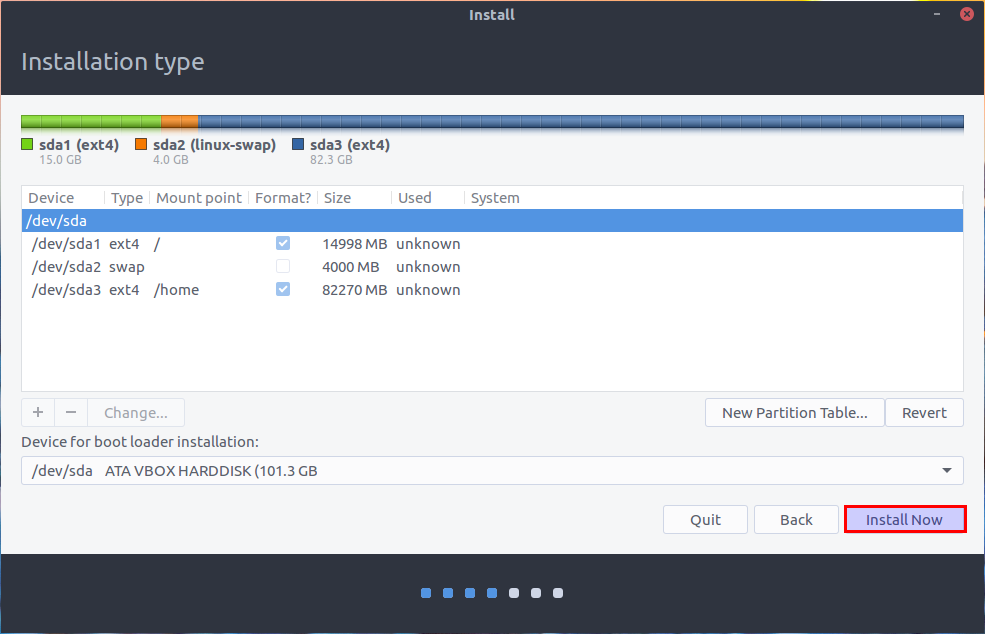 Install
Installation type
sda1 (ext4) sda2 (linux-swap) sda3 (ext4)
15.0 GB 4.0 GB 82.3 GB
Device Type Mount point Format? Size Used System
/dev/sda
/dev/sda1 ext4 / 14998 MB unknown
/dev/sda2 swap 4000 MB unknown
/dev/sda3 ext4 /home 82270 MB unknown
+ − Change... New Partition Table... Revert
Device for boot loader installation:
/dev/sda ATA VBOX HARDDISK (101.3 GB
Quit Back Install Now